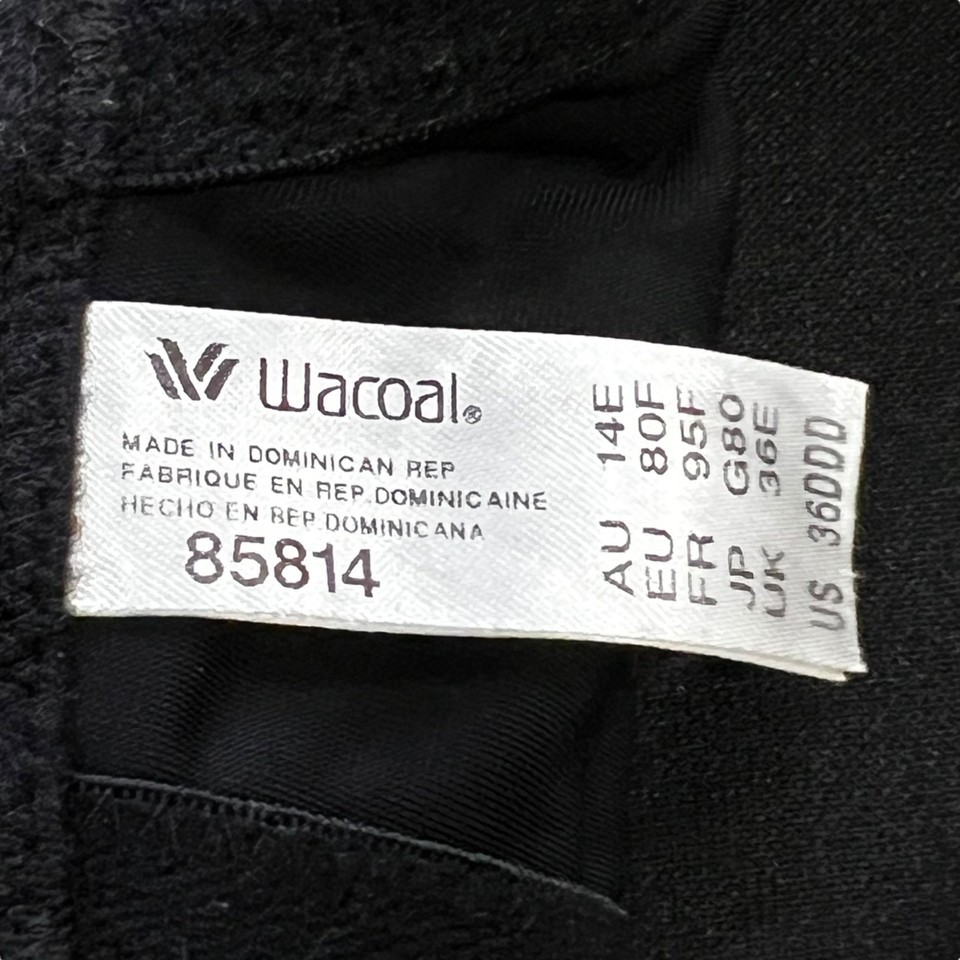 Wacoal®
MADE IN DOMINICAN REP
FABRIQUE EN REP.DOMINICAINE
HECHO EN REP.DOMINICANA
85814
AU 14E
EU 80F
FR 95F
JP G80
UK 36E
US 36DDD